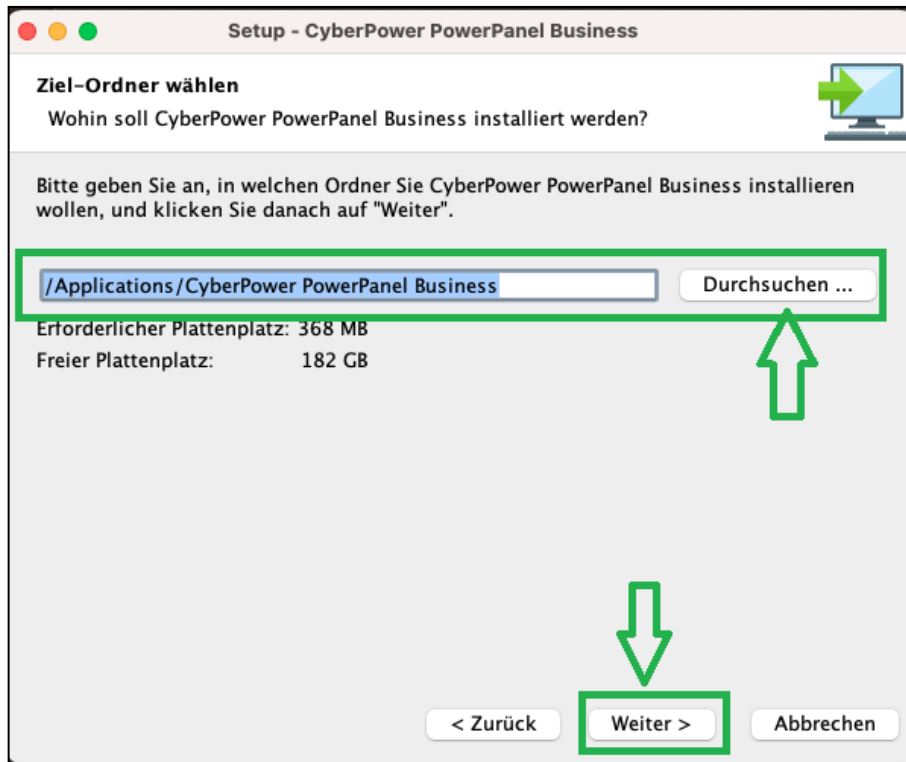 Setup - CyberPower PowerPanel Business
Ziel-Ordner wählen
Wohin soll CyberPower PowerPanel Business installiert werden?
Bitte geben Sie an, in welchen Ordner Sie CyberPower PowerPanel Business installieren
wollen, und klicken Sie danach auf "Weiter".
/Applications/CyberPower PowerPanel Business
Durchsuchen ...
Erforderlicher Plattenplatz: 368 MB
Freier Plattenplatz: 182 GB
< Zurück
Weiter >
Abbrechen